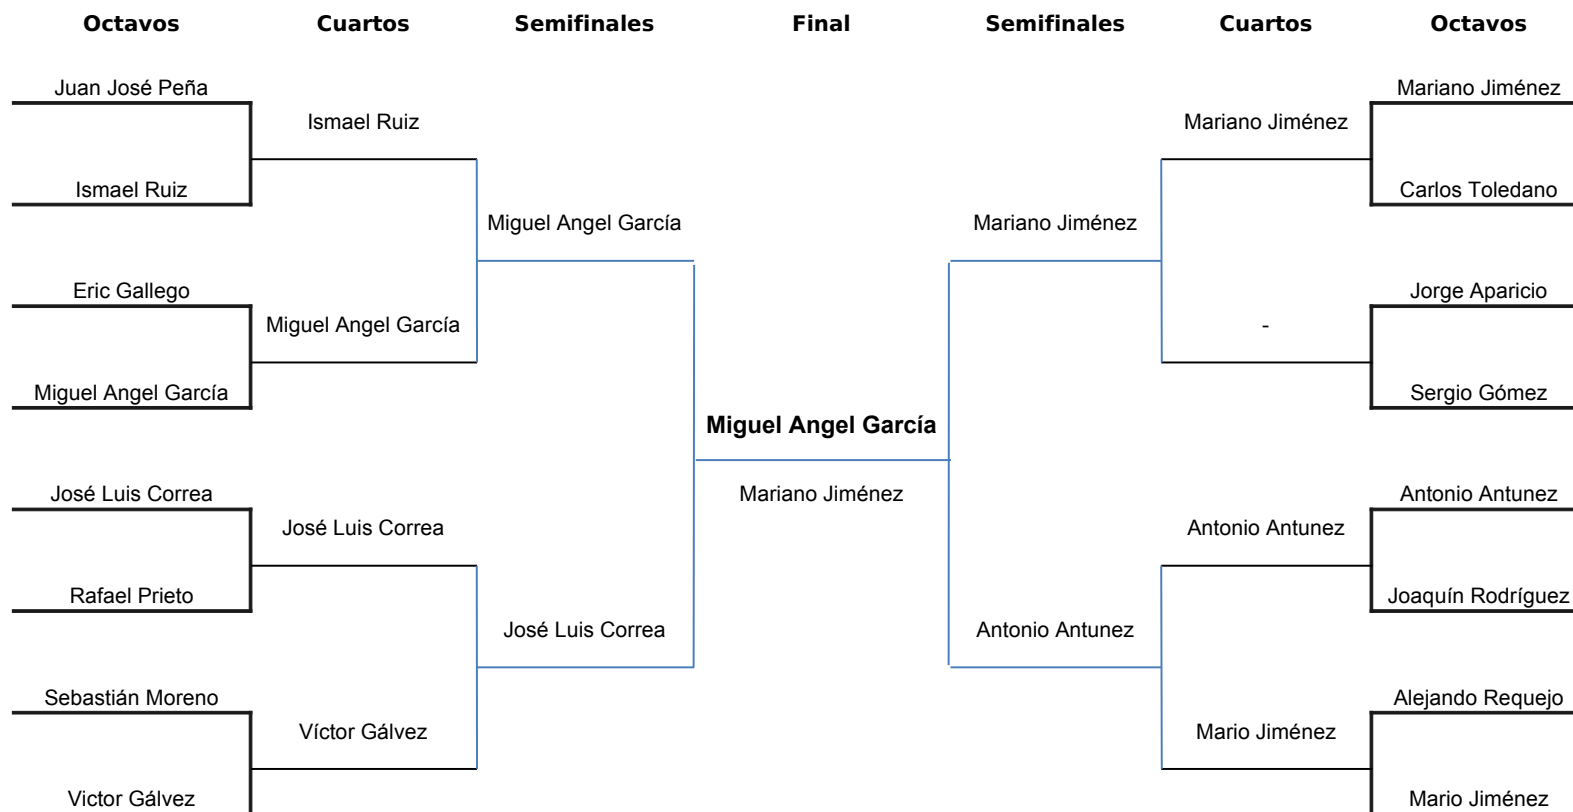 Octavos Cuartos Semifinales Final Semifinales Cuartos Octavos
Juan José Peña Mariano Jiménez
Ismael Ruiz Mariano Jiménez
Ismael Ruiz Carlos Toledano
Miguel Angel García Mariano Jiménez
Eric Gallego Jorge Aparicio
Miguel Angel García -
Miguel Angel García Sergio Gómez
Miguel Angel García
José Luis Correa Mariano Jiménez Antonio Antunez
José Luis Correa Antonio Antunez
Rafael Prieto Joaquín Rodríguez
José Luis Correa Antonio Antunez
Sebastián Moreno Alejando Requejo
Víctor Gálvez Mario Jiménez
Victor Gálvez Mario Jiménez